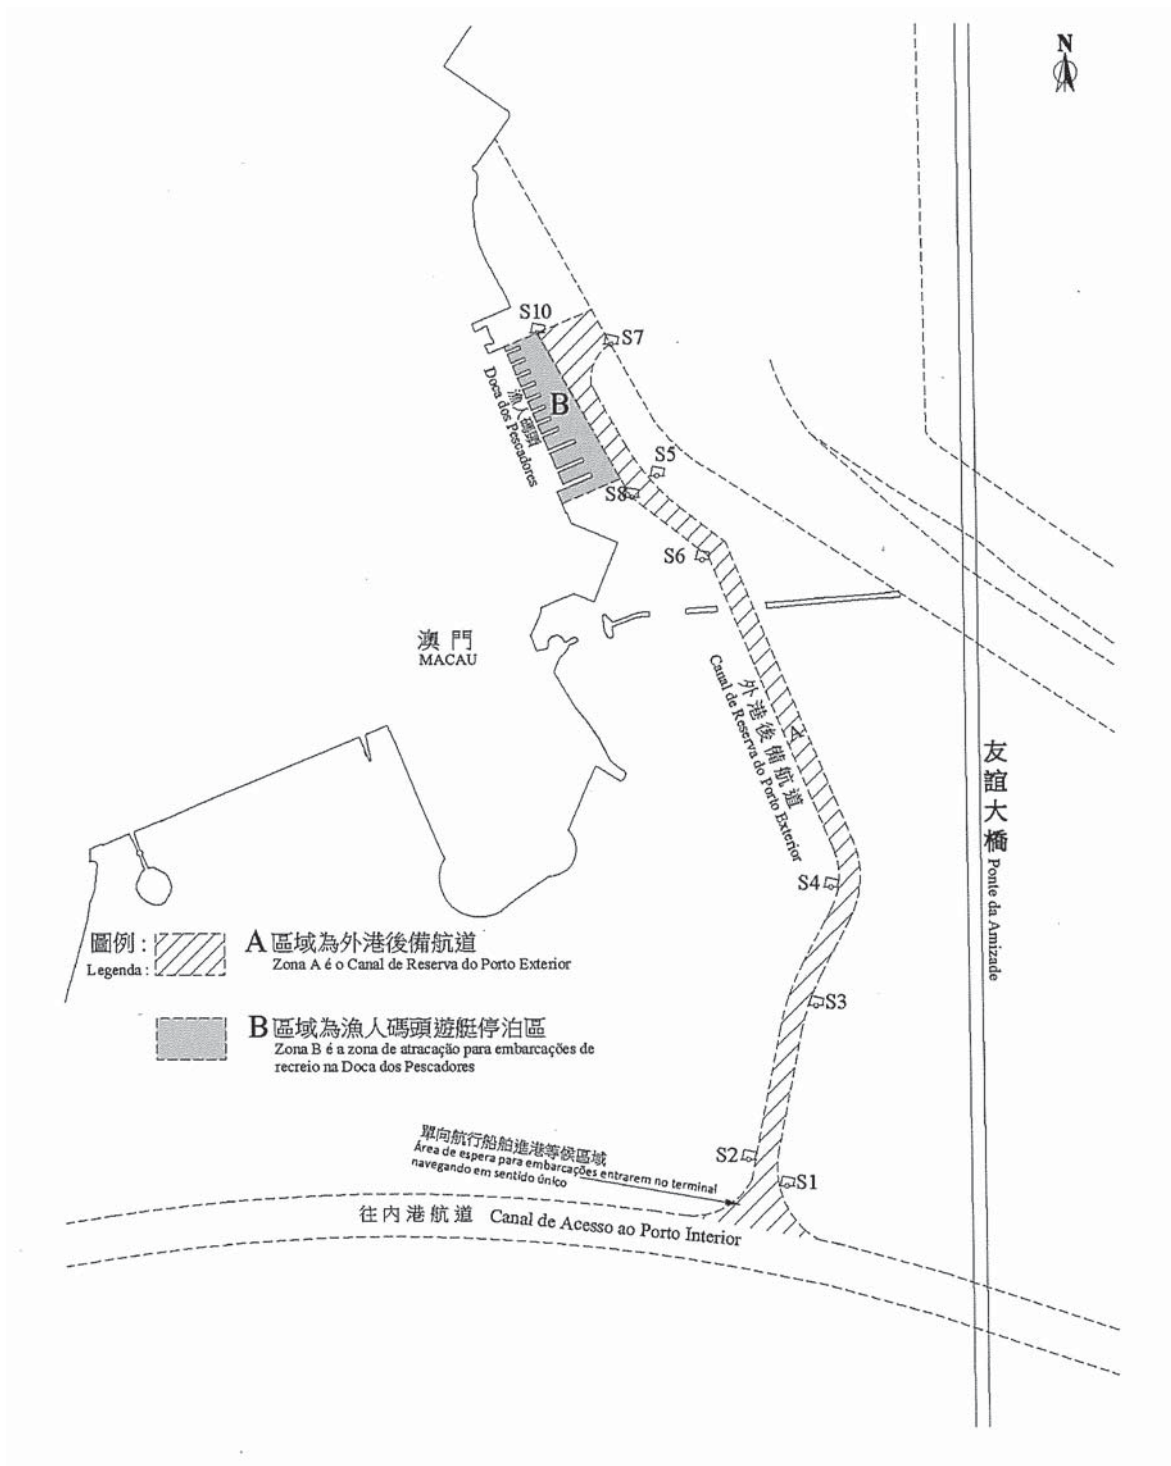 N
S10
S7
B
漁人碼頭
Doca dos Pescadores
S5
S8
S6
澳門
MACAU
外港後備航道
Canal de Reserva do Porto Exterior
A
友誼大橋
Ponte da Amizade
S4
S3
圖例:
Legenda:
A 區域為外港後備航道
Zona A é o Canal de Reserva do Porto Exterior
B 區域為漁人碼頭遊艇停泊區
Zona B é a zona de atracação para embarcações de
recreio na Doca dos Pescadores
單向航行船舶進港等候區域
Área de espera para embarcações entrarem no terminal
navegando em sentido único
S2
S1
往內港航道 Canal de Acesso ao Porto Interior